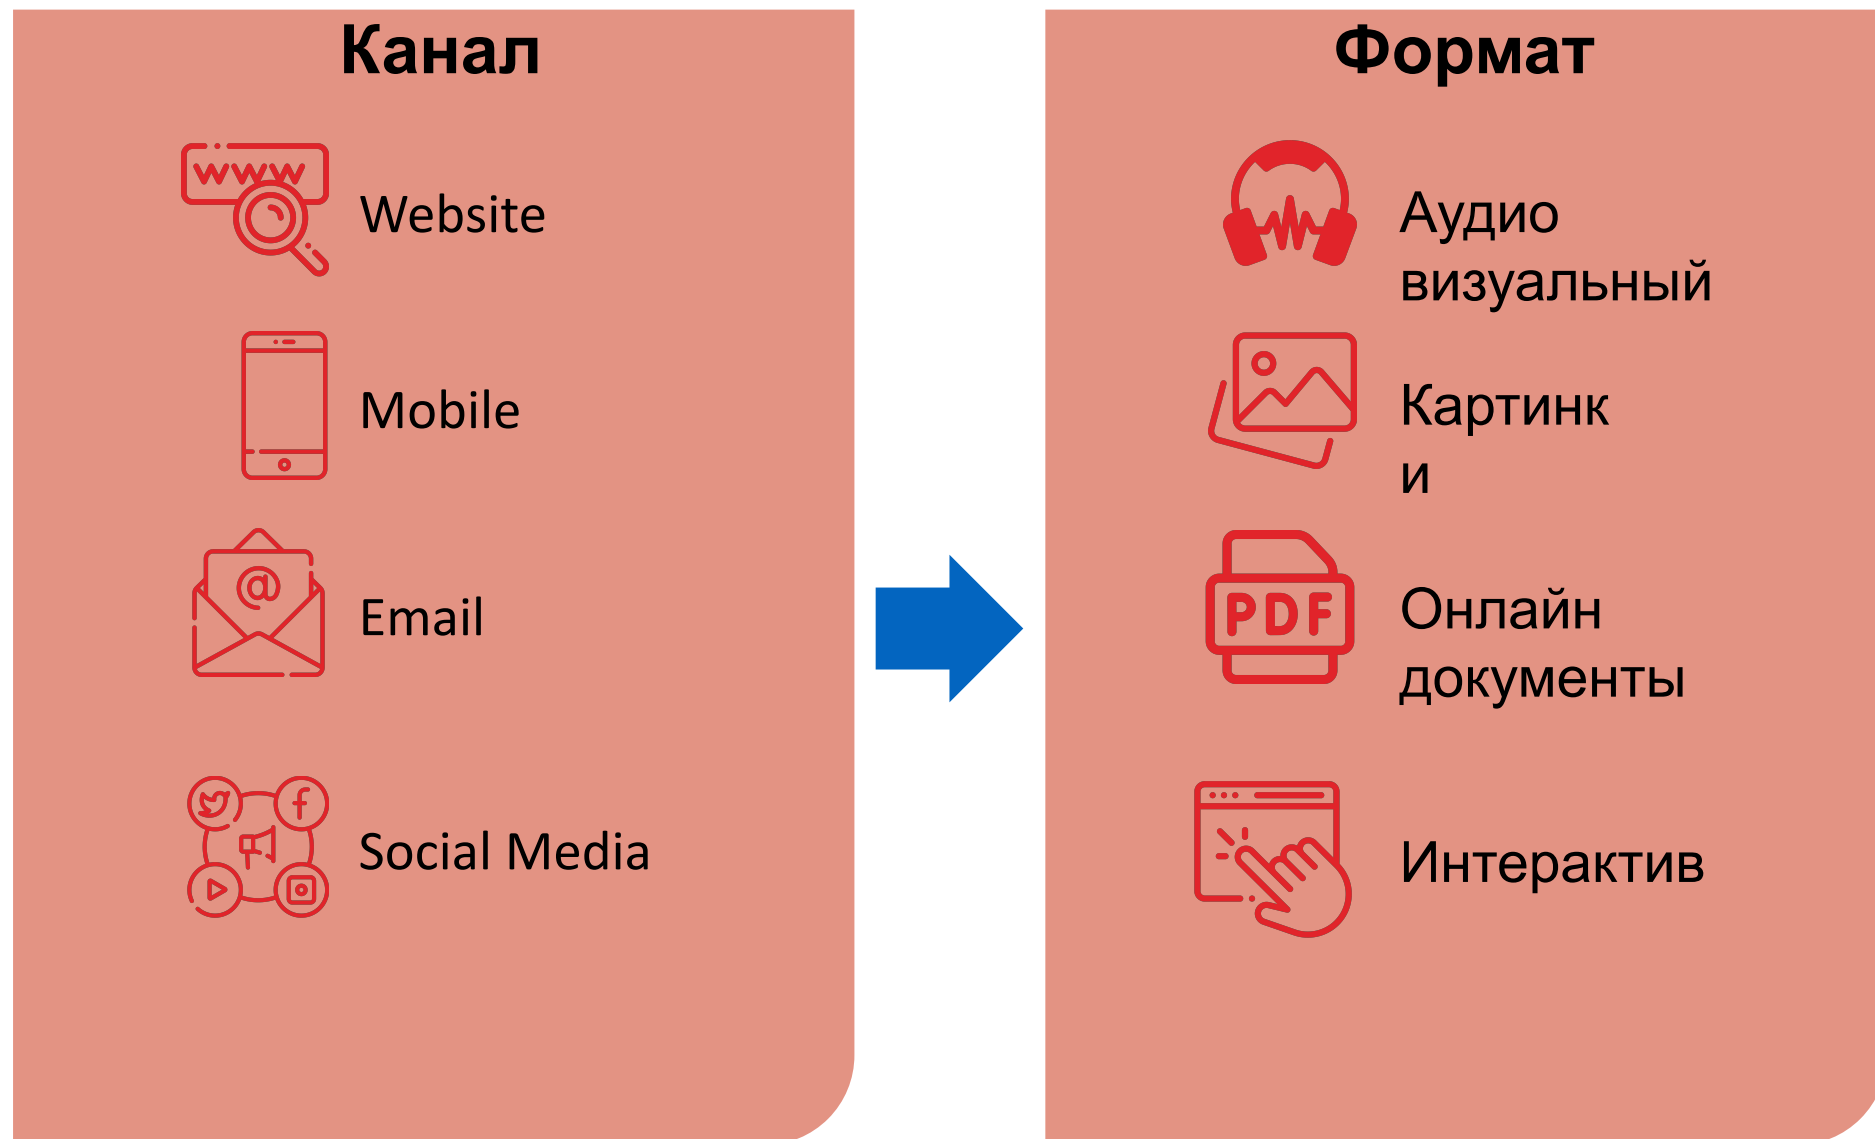 Канал
www
Website
Mobile
@
Email
Social Media
Формат
Аудио
визуальный
Картинк
и
PDF
Онлайн
документы
Интерактив